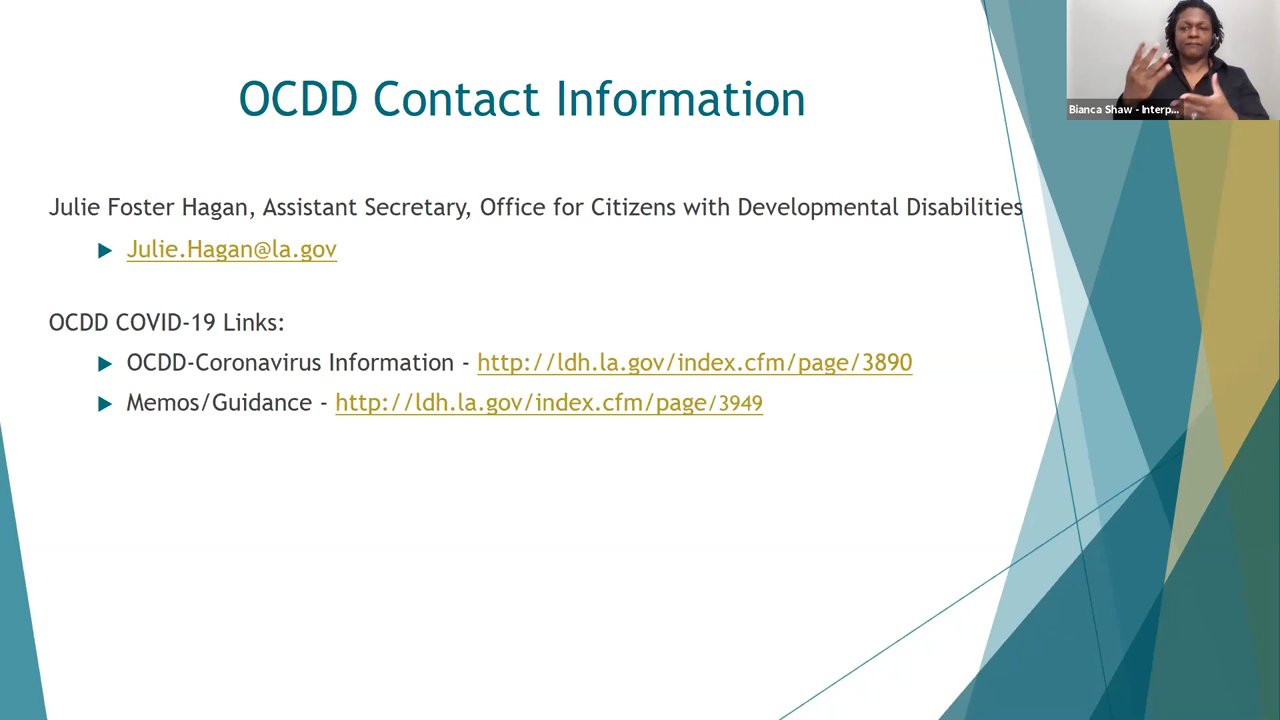 OCDD Contact Information
Bianca Shaw - Interp...
Julie Foster Hagan, Assistant Secretary, Office for Citizens with Developmental Disabilities
Julie.Hagan@la.gov
OCDD COVID-19 Links:
OCDD-Coronavirus Information - http://ldh.la.gov/index.cfm/page/3890
Memos/Guidance - http://ldh.la.gov/index.cfm/page/3949